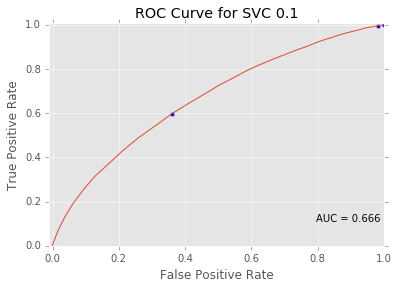 ROC Curve for SVC 0.1
1.0
0.8
0.6
0.4
0.2
0.0
True Positive Rate
AUC = 0.666
0.0 0.2 0.4 0.6 0.8 1.0
False Positive Rate